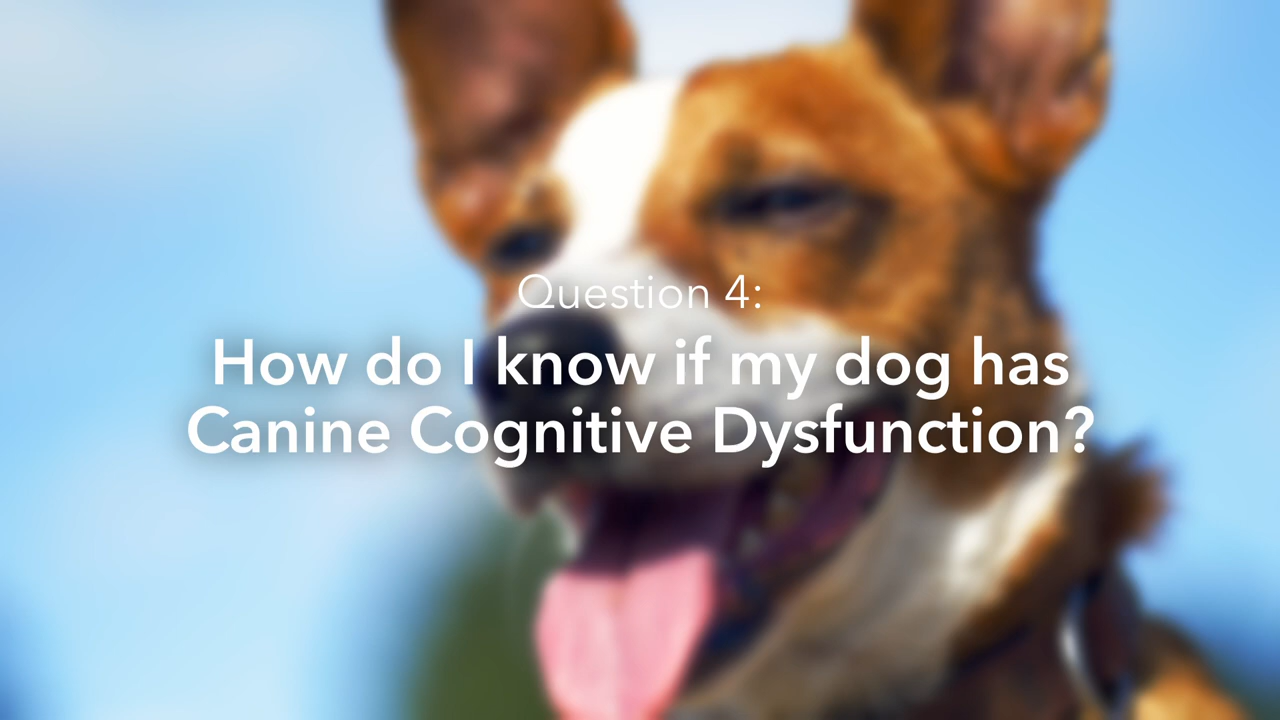 Question 4:
How do I know if my dog has
Canine Cognitive Dysfunction?